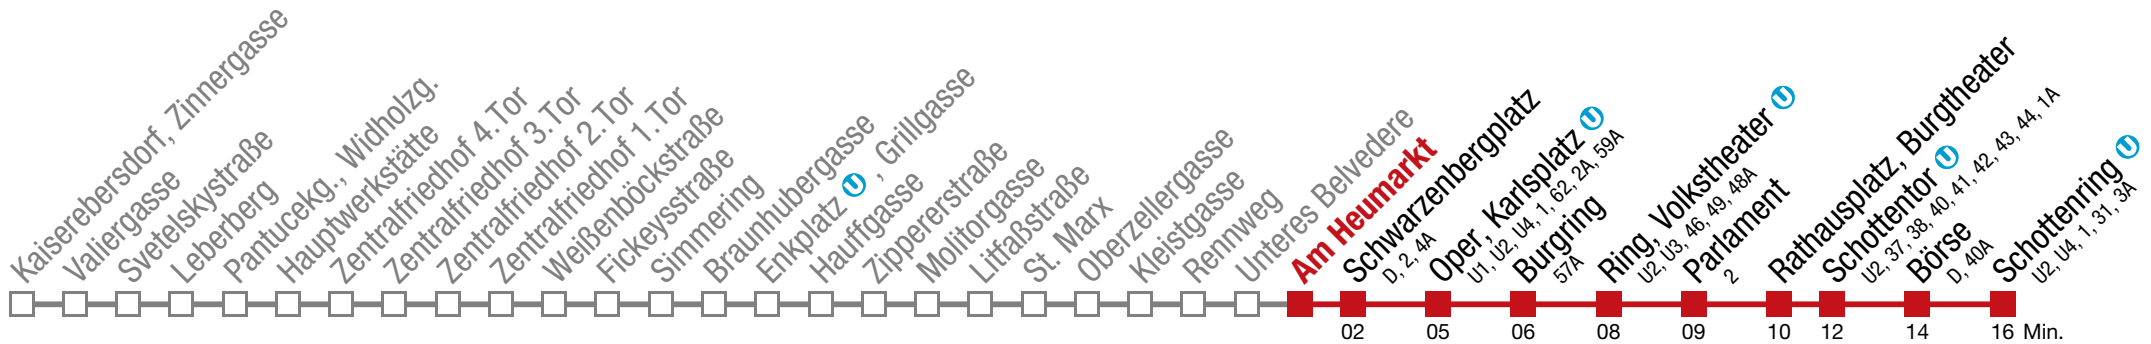 Kaiserebersdorf, Zinnergasse
Valiergasse
Svetelskystraße
Leberberg
Pantucekg., Widholzg.
Hauptwerkstätte
Zentralfriedhof 4.Tor
Zentralfriedhof 3.Tor
Zentralfriedhof 2.Tor
Zentralfriedhof 1.Tor
Weißenböckstraße
Fickeysstraße
Simmering
Braunhubergasse
Enkplatz U , Grillgasse
Hauffgasse
Zippererstraße
Molitorgasse
Litfaßstraße
St. Marx
Oberzellergasse
Kleistgasse
Rennweg
Unteres Belvedere
Am Heumarkt
Schwarzenbergplatz
D, 2, 4A
Oper, Karlsplatz U
U1, U2, U4, 1, 62, 2A, 59A
Burgring
57A
Ring, Volkstheater U
U2, U3, 46, 49, 48A
Parlament
2
Rathausplatz, Burgtheater
Schottentor U
U2, 37, 38, 40, 41, 42, 43, 44, 1A
Börse
D, 40A
Schottenring U
U2, U4, 1, 31, 3A
02 05 06 08 09 10 12 14 16 Min.